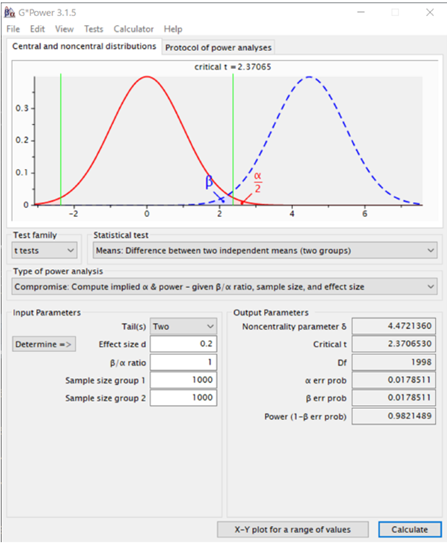 G*Power 3.1.5
File Edit View Tests Calculator Help
Central and noncentral distributions Protocol of power analyses
critical t = 2.37065
0.3
0.2
0.1
0
β
α
2
-2 0 2 4 6
Test family Statistical test
t tests Means: Difference between two independent means (two groups)
Type of power analysis
Compromise: Compute implied α & power - given β/α ratio, sample size, and effect size
Input Parameters Output Parameters
Tail(s) Two Noncentrality parameter δ 4.4721360
Determine => Effect size d 0.2 Critical t 2.3706530
β/α ratio 1 Df 1998
Sample size group 1 1000 α err prob 0.0178511
Sample size group 2 1000 β err prob 0.0178511
Power (1-β err prob) 0.9821489
X-Y plot for a range of values Calculate